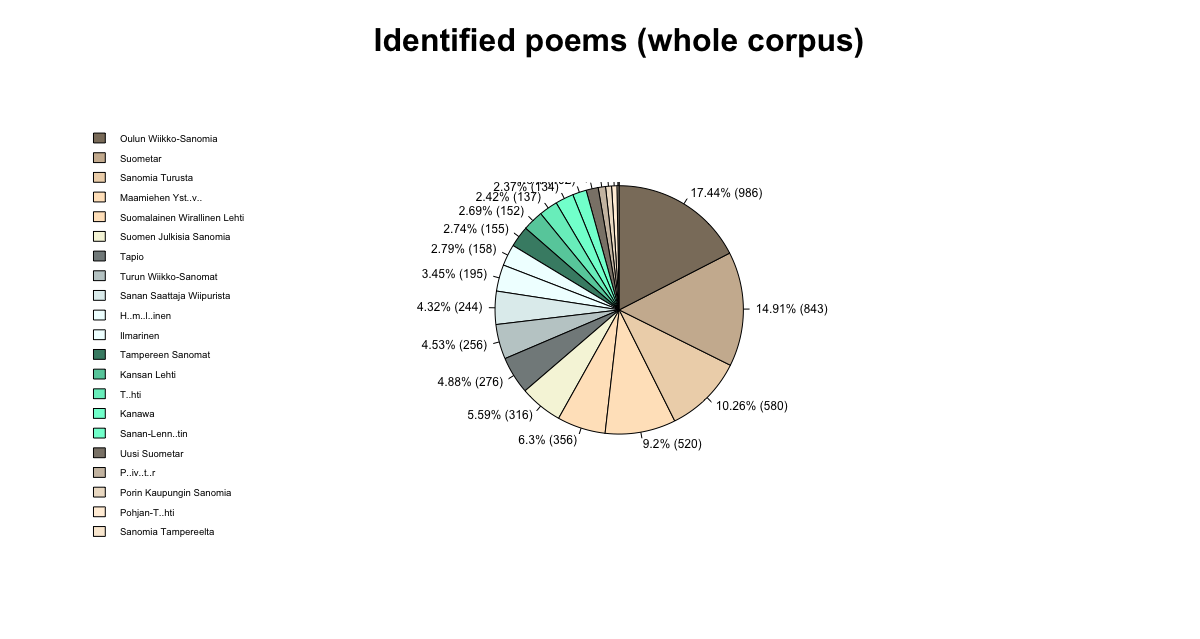 Identified poems (whole corpus)
Oulun Wiikko-Sanomia
Suometar
Sanomia Turusta
Maamiehen Yst..v..
Suomalainen Wirallinen Lehti
Suomen Julkisia Sanomia
Tapio
Turun Wiikko-Sanomat
Sanan Saattaja Wiipurista
H..m..l..inen
Ilmarinen
Tampereen Sanomat
Kansan Lehti
T..hti
Kanawa
Sanan-Lenn..tin
Uusi Suometar
P..iv..t..r
Porin Kaupungin Sanomia
Pohjan-T..hti
Sanomia Tampereelta
17.44% (986)
14.91% (843)
10.26% (580)
9.2% (520)
6.3% (356)
5.59% (316)
4.88% (276)
4.53% (256)
4.32% (244)
3.45% (195)
2.79% (158)
2.74% (155)
2.69% (152)
2.42% (137)
2.37% (134)